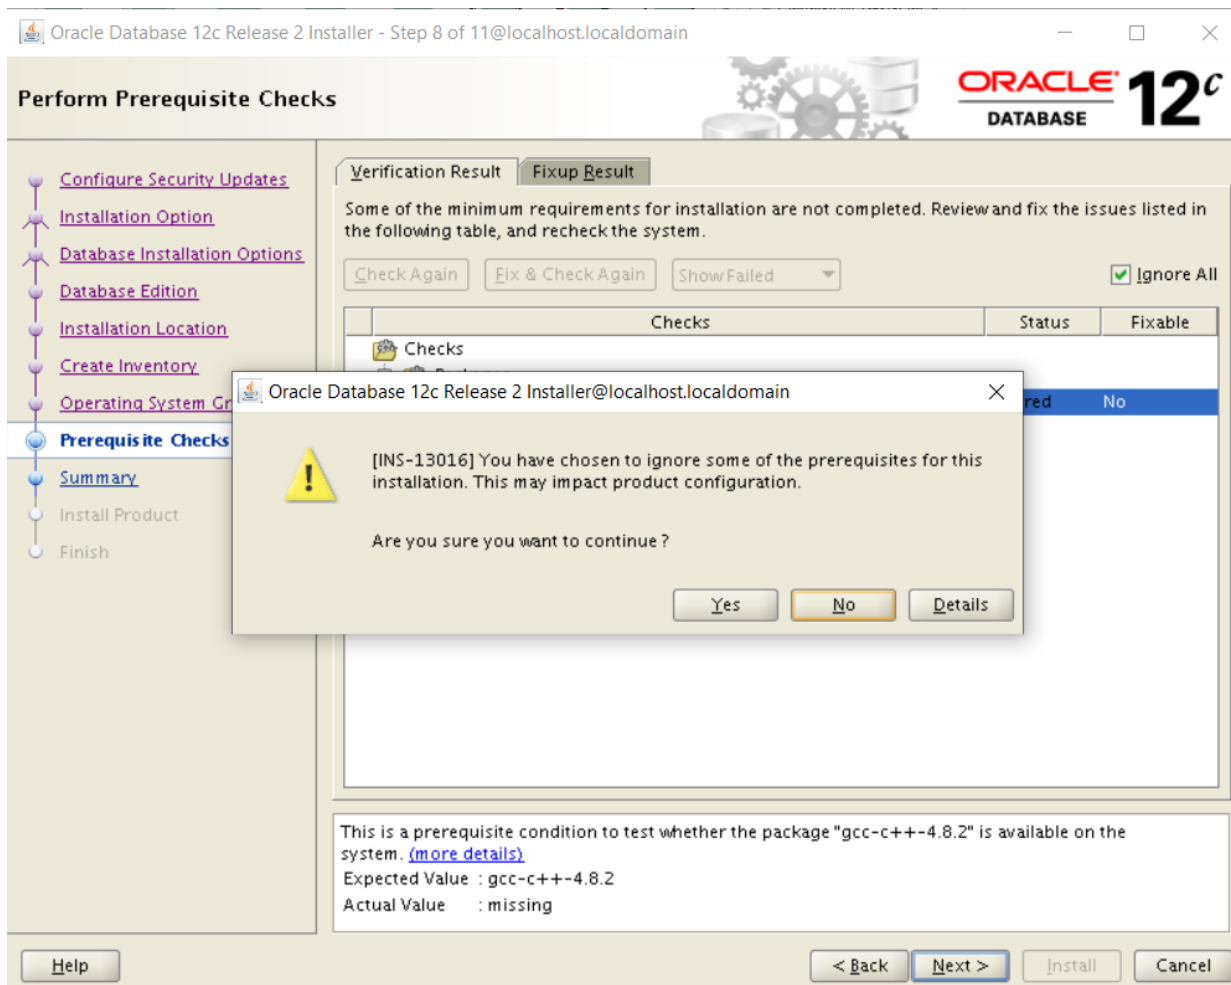 Oracle Database 12c Release 2 Installer - Step 8 of 11@localhost.localdomain
Perform Prerequisite Checks
ORACLE
DATABASE
12c
Configure Security Updates
Installation Option
Database Installation Options
Database Edition
Installation Location
Create Inventory
Operating System Gr
Prerequisite Checks
Summary
Install Product
Finish
Verification Result
Fixup Result
Some of the minimum requirements for installation are not completed. Review and fix the issues listed in
the following table, and recheck the system.
Check Again
Fix & Check Again
Show Failed
Ignore All
Checks
Status
Fixable
Checks
red
No
Oracle Database 12c Release 2 Installer@localhost.localdomain
[INS-13016] You have chosen to ignore some of the prerequisites for this
installation. This may impact product configuration.
Are you sure you want to continue ?
Yes
No
Details
This is a prerequisite condition to test whether the package "gcc-c++-4.8.2" is available on the
system. (more details)
Expected Value : gcc-c++-4.8.2
Actual Value : missing
Help
< Back
Next >
Install
Cancel